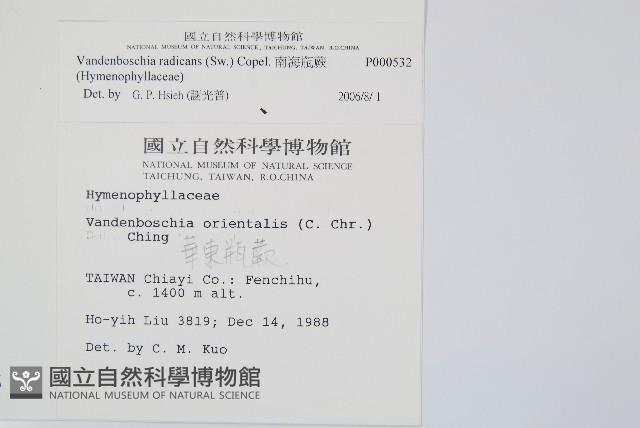 國立自然科學博物館
NATIONAL MUSEUM OF NATURAL SCIENCE, TAICHUNG, TAIWAN, R.O.CHINA
Vandenboschia radicans (Sw.) Copel. 南海瓶蕨 P000532
(Hymenophyllaceae)
Det. by G. P. Hsieh (謝光普) 2006/8/1
國立自然科學博物館
NATIONAL MUSEUM OF NATURAL SCIENCE
TAICHUNG, TAIWAN, R.O.CHINA
Hymenophyllaceae
Vandenboschia orientalis (C. Chr.)
Ching
華東瓶蕨
TAIWAN Chiayi Co.: Fenchihu,
c. 1400 m alt.
Ho-yih Liu 3819; Dec 14, 1988
Det. by C. M. Kuo
國立自然科學博物館
NATIONAL MUSEUM OF NATURAL SCIENCE